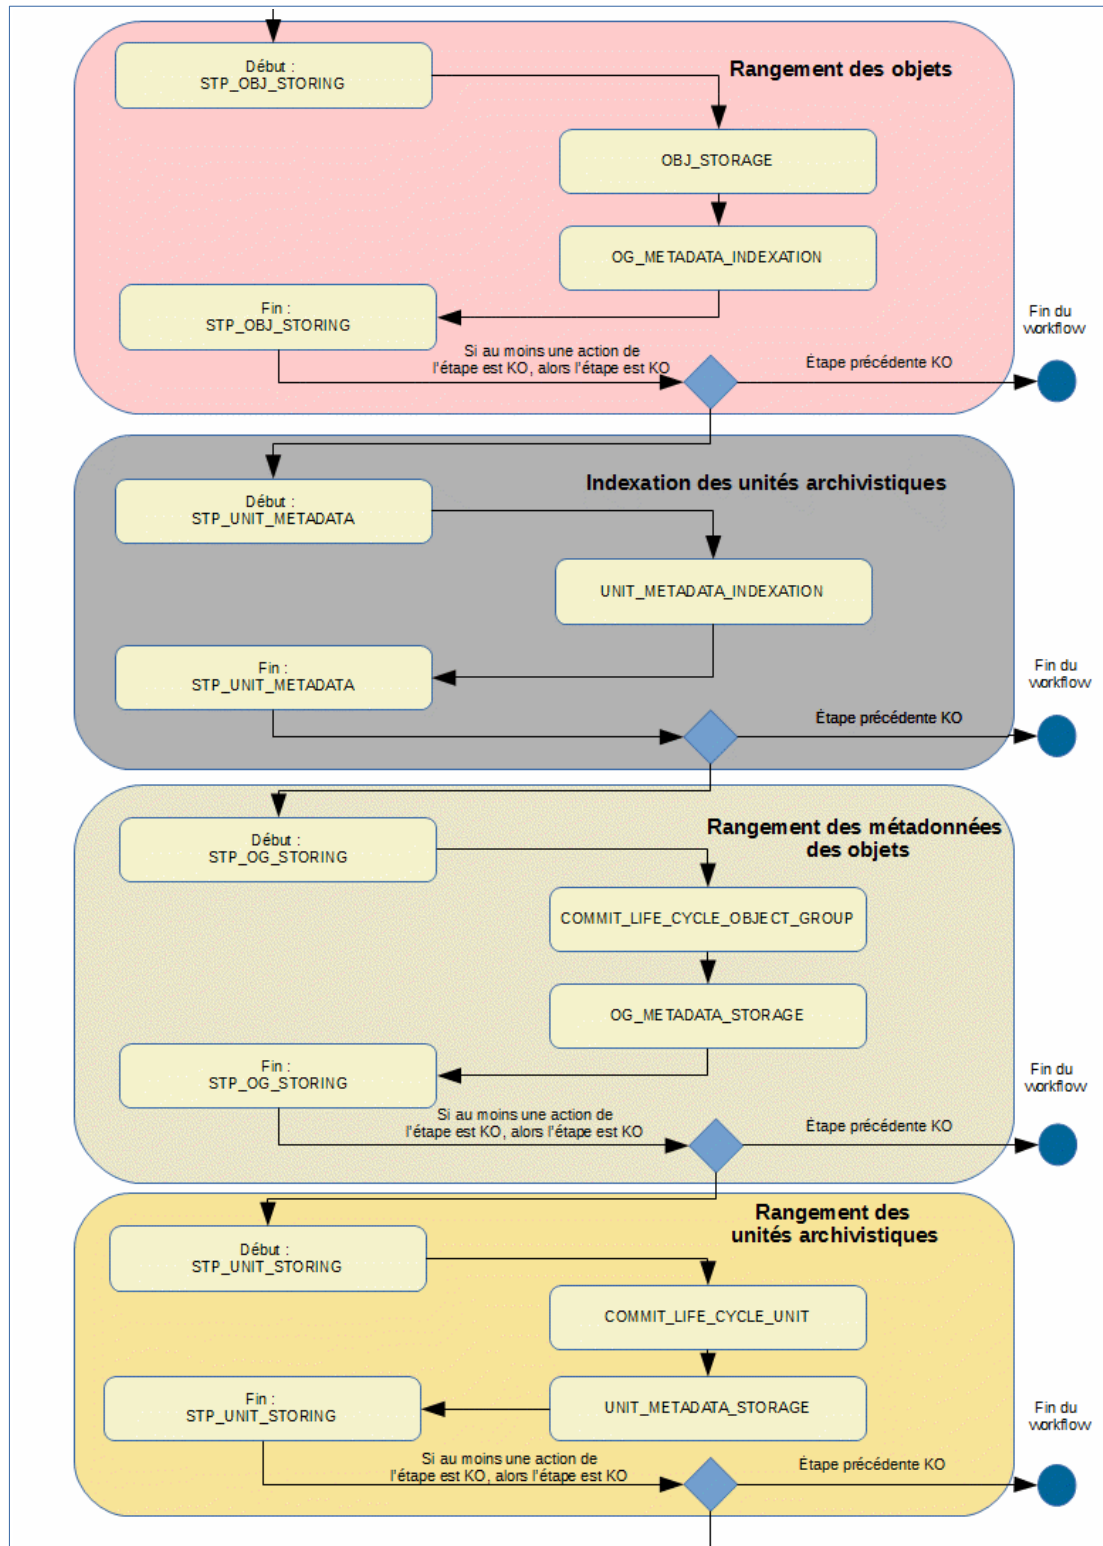 Début :
STP_OBJ_STORING
Rangement des objets
OBJ_STORAGE
OG_METADATA_INDEXATION
Fin :
STP_OBJ_STORING
Si au moins une action de
l'étape est KO, alors l'étape est KO
Étape précédente KO
Fin du
workflow
Indexation des unités archivistiques
Début :
STP_UNIT_METADATA
UNIT_METADATA_INDEXATION
Fin :
STP_UNIT_METADATA
Étape précédente KO
Fin du
workflow
Rangement des métadonnées
des objets
Début :
STP_OG_STORING
COMMIT_LIFE_CYCLE_OBJECT_GROUP
OG_METADATA_STORAGE
Fin :
STP_OG_STORING
Si au moins une action de
l'étape est KO, alors l'étape est KO
Étape précédente KO
Fin du
workflow
Rangement des
unités archivistiques
Début :
STP_UNIT_STORING
COMMIT_LIFE_CYCLE_UNIT
UNIT_METADATA_STORAGE
Fin :
STP_UNIT_STORING
Si au moins une action de
l'étape est KO, alors l'étape est KO
Étape précédente KO
Fin du
workflow